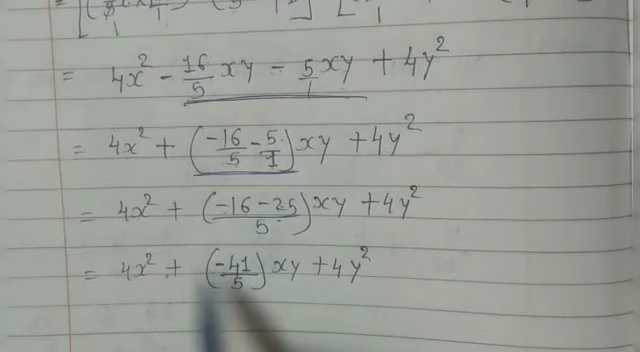 = 4x² - 16/5 xy - 5/1 xy + 4y²
= 4x² + (-16/5 - 5/1) xy + 4y²
= 4x² + (-16-25/5) xy + 4y²
= 4x² + (-41/5) xy + 4y²